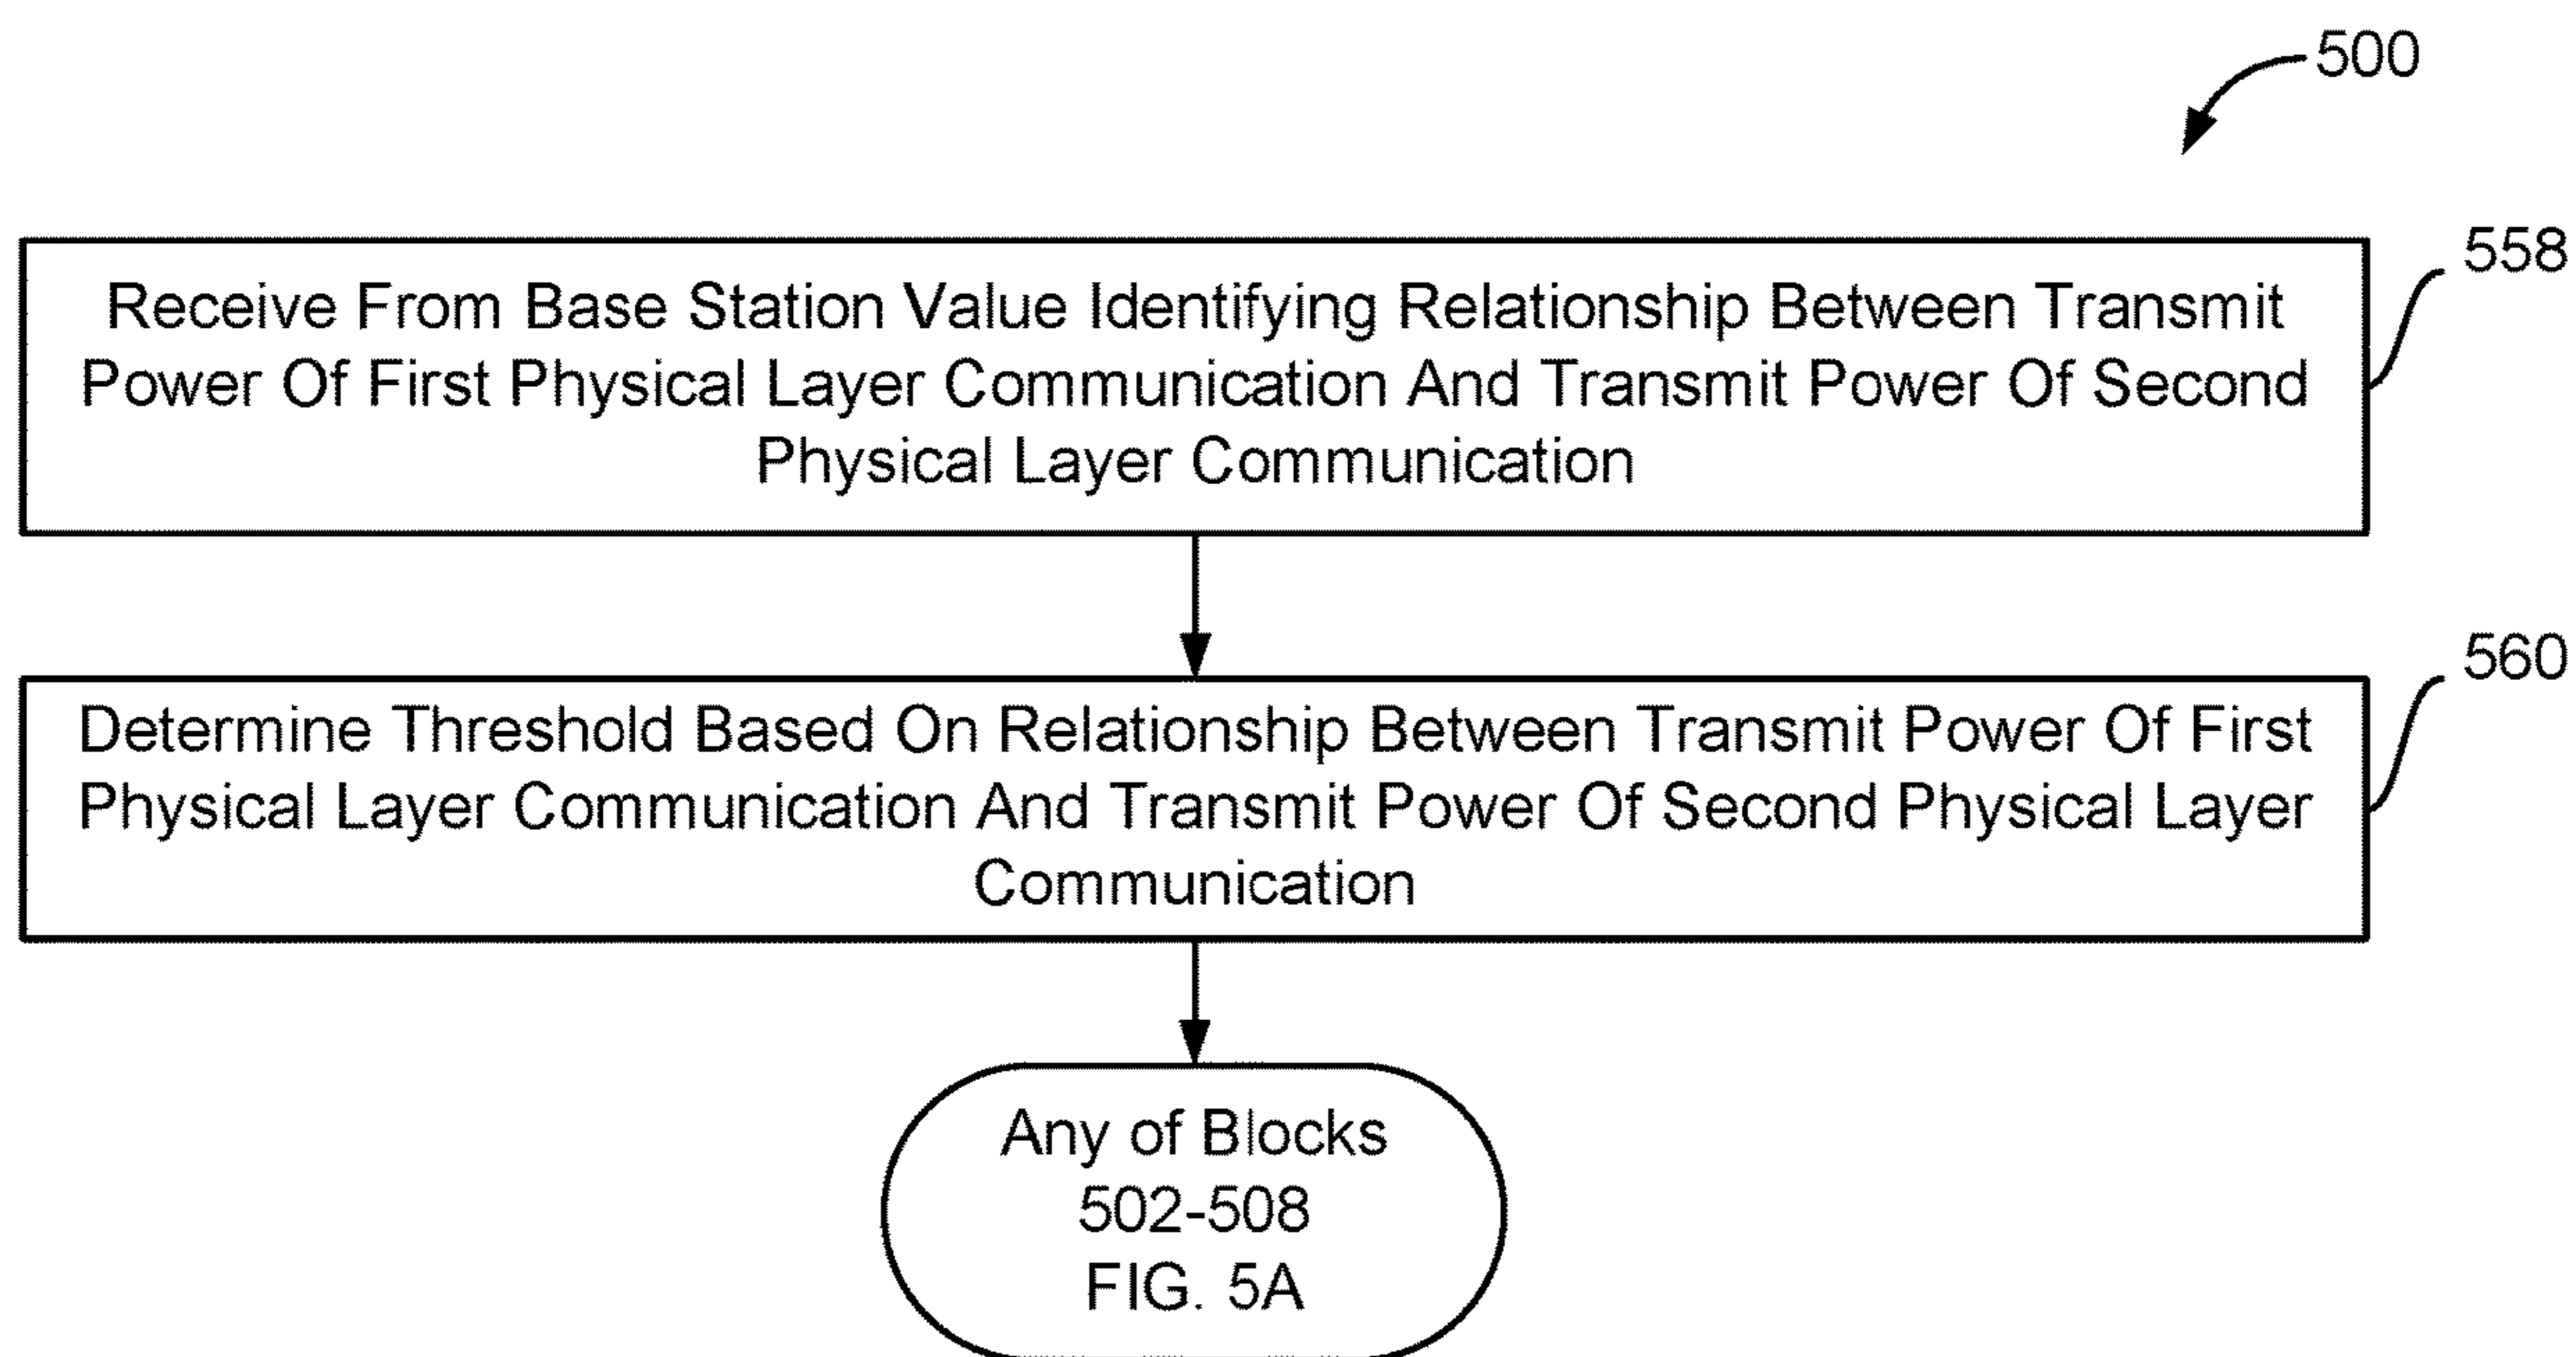 500
558
Receive From Base Station Value Identifying Relationship Between Transmit
Power Of First Physical Layer Communication And Transmit Power Of Second
Physical Layer Communication
560
Determine Threshold Based On Relationship Between Transmit Power Of First
Physical Layer Communication And Transmit Power Of Second Physical Layer
Communication
Any of Blocks
502-508
FIG. 5A